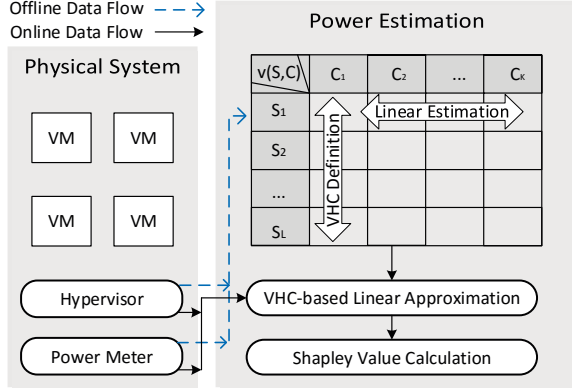 Offline Data Flow
Online Data Flow
Physical System
VM
VM
VM
VM
Hypervisor
Power Meter
Power Estimation
v(S,C)
C₁
C₂
...
Cₖ
S₁
S₂
...
S_L
Linear Estimation
VHC Definition
VHC-based Linear Approximation
Shapley Value Calculation